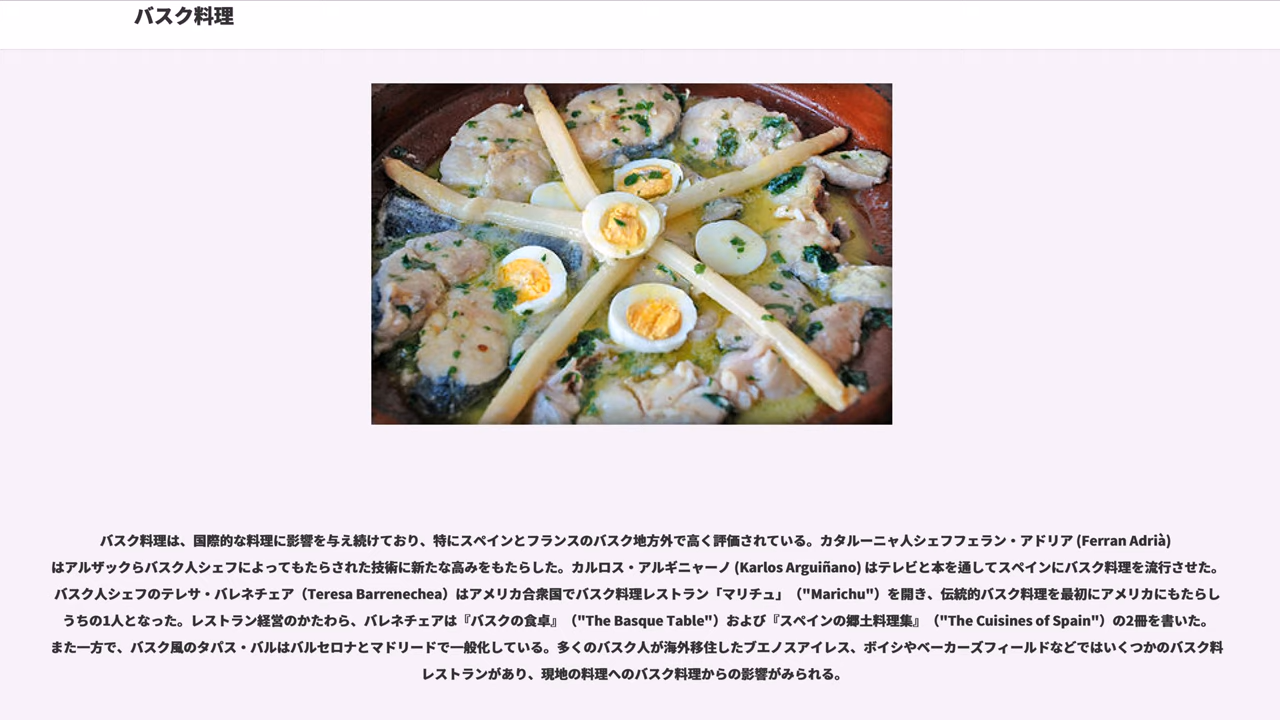 バスク料理
バスク料理は、国際的な料理に影響を与え続けており、特にスペインとフランスのバスク地方外で高く評価されている。カタルーニャ人シェフフェラン・アドリア (Ferran Adrià)
はアルザックらバスク人シェフによってもたらされた技術に新たな高みをもたらした。カルロス・アルギニャーノ (Karlos Arguiñano) はテレビと本を通してスペインにバスク料理を流行させた。
バスク人シェフのテレサ・バレネチェア（Teresa Barrenechea）はアメリカ合衆国でバスク料理レストラン「マリチュ」（"Marichu"）を開き、伝統的バスク料理を最初にアメリカにもたらし
うちの1人となった。レストラン経営のかたわら、バレネチェアは『バスクの食卓』（"The Basque Table"）および『スペインの郷土料理集』（"The Cuisines of Spain"）の2冊を書いた。
また一方で、バスク風のタパス・バルはバルセロナとマドリードで一般化している。多くのバスク人が海外移住したブエノスアイレス、ボイシやベーカーズフィールドなどではいくつかのバスク料
レストランがあり、現地の料理へのバスク料理からの影響がみられる。